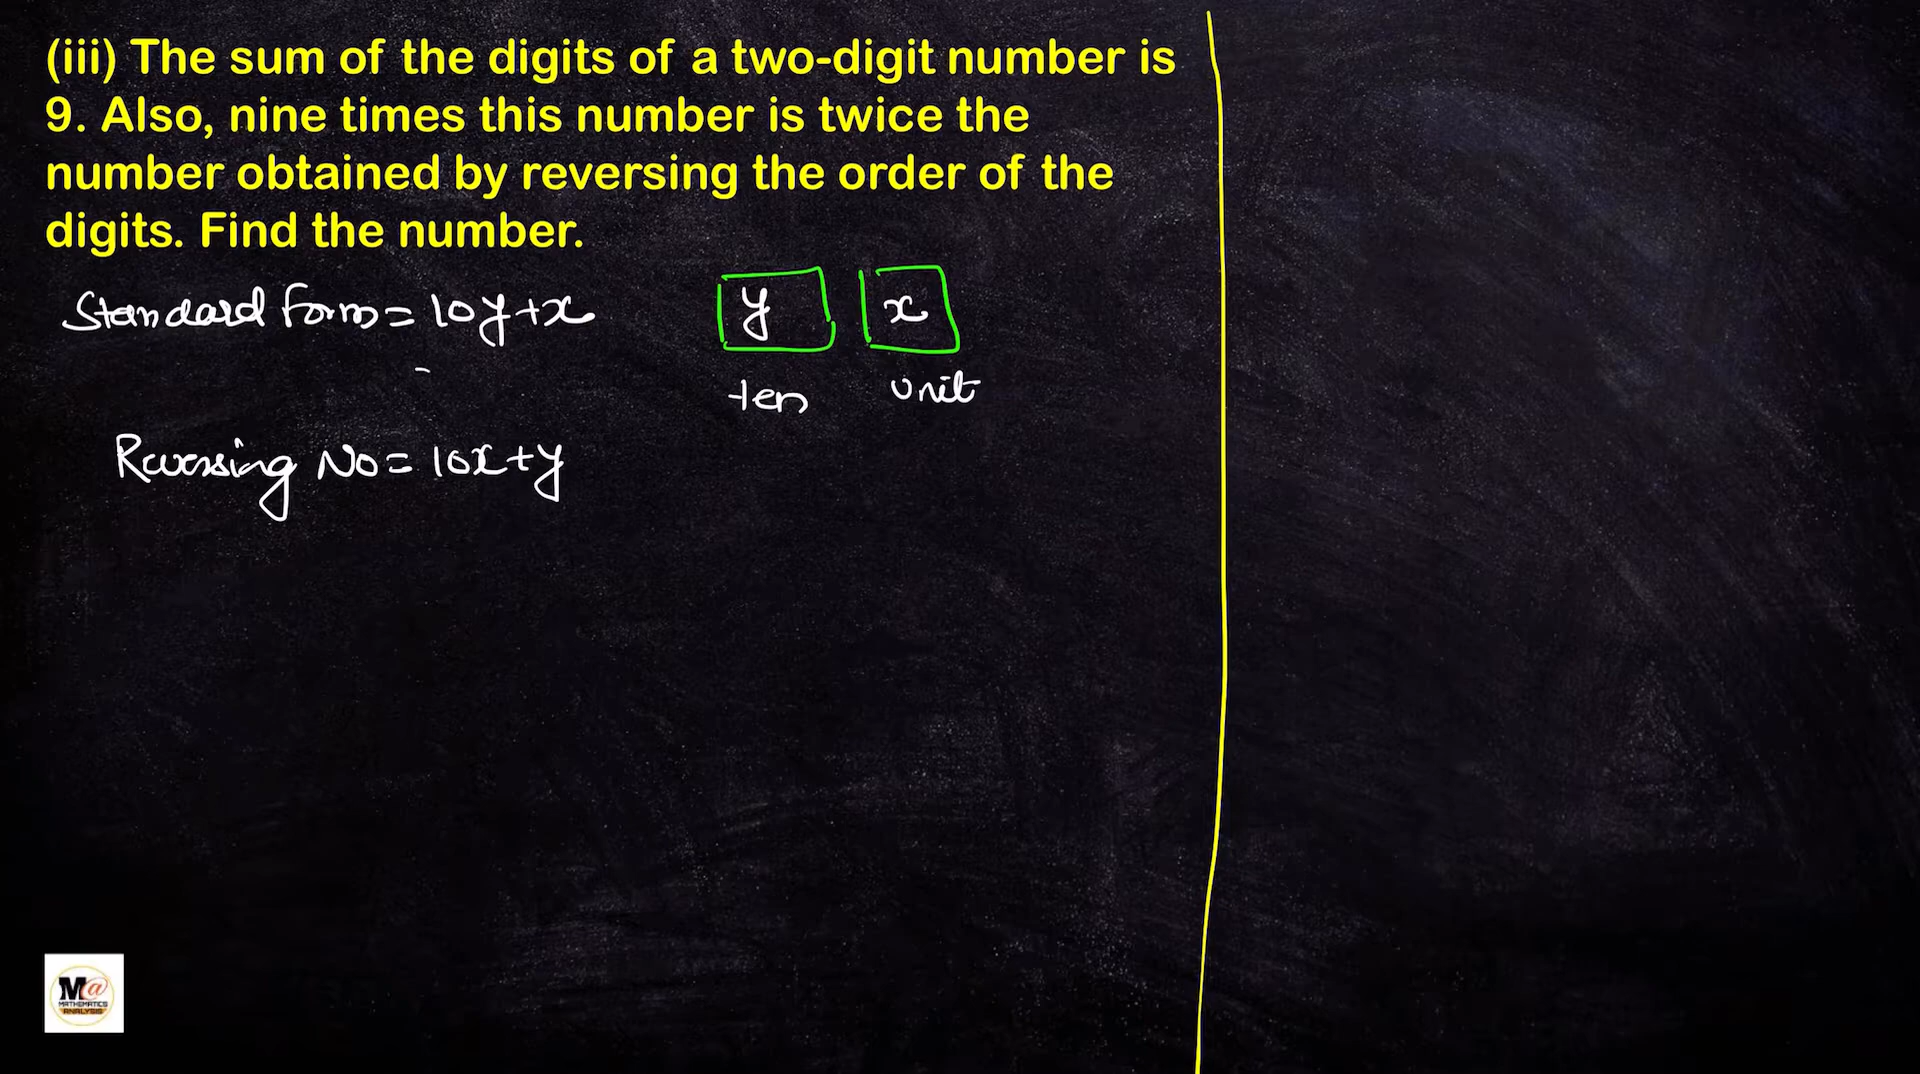 (iii) The sum of the digits of a two-digit number is
9. Also, nine times this number is twice the
number obtained by reversing the order of the
digits. Find the number.
Standard form = 10y+x
y x
ten unit
Reversing No = 10x+y
M@
MATHEMATICS
ANALYSIS